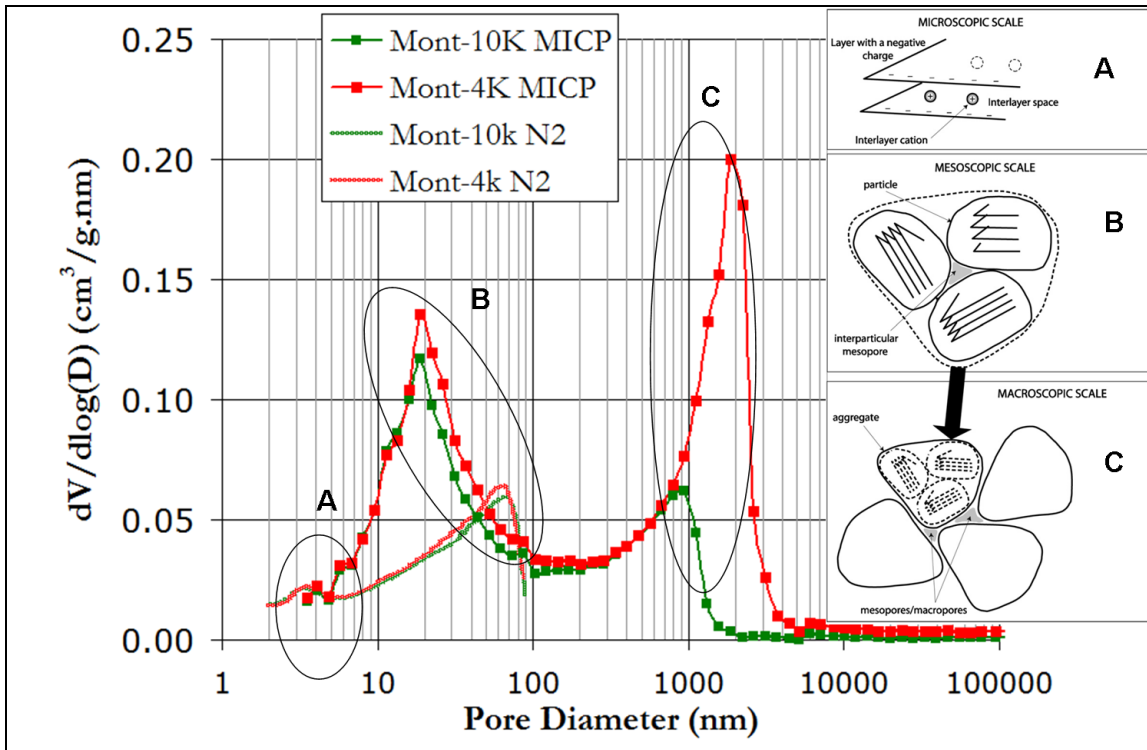 Mont-10K MICP
Mont-4K MICP
Mont-10k N2
Mont-4k N2
dV/dlog(D) (cm³/g.nm)
0.25
0.20
0.15
0.10
0.05
0.00
1
10
100
1000
10000
100000
Pore Diameter (nm)
A
B
C
MICROSCOPIC SCALE
Layer with a negative
charge
A
Interlayer space
Interlayer cation
MESOSCOPIC SCALE
particle
B
interparticular
mesopore
MACROSCOPIC SCALE
aggregate
C
mesopores/macropores